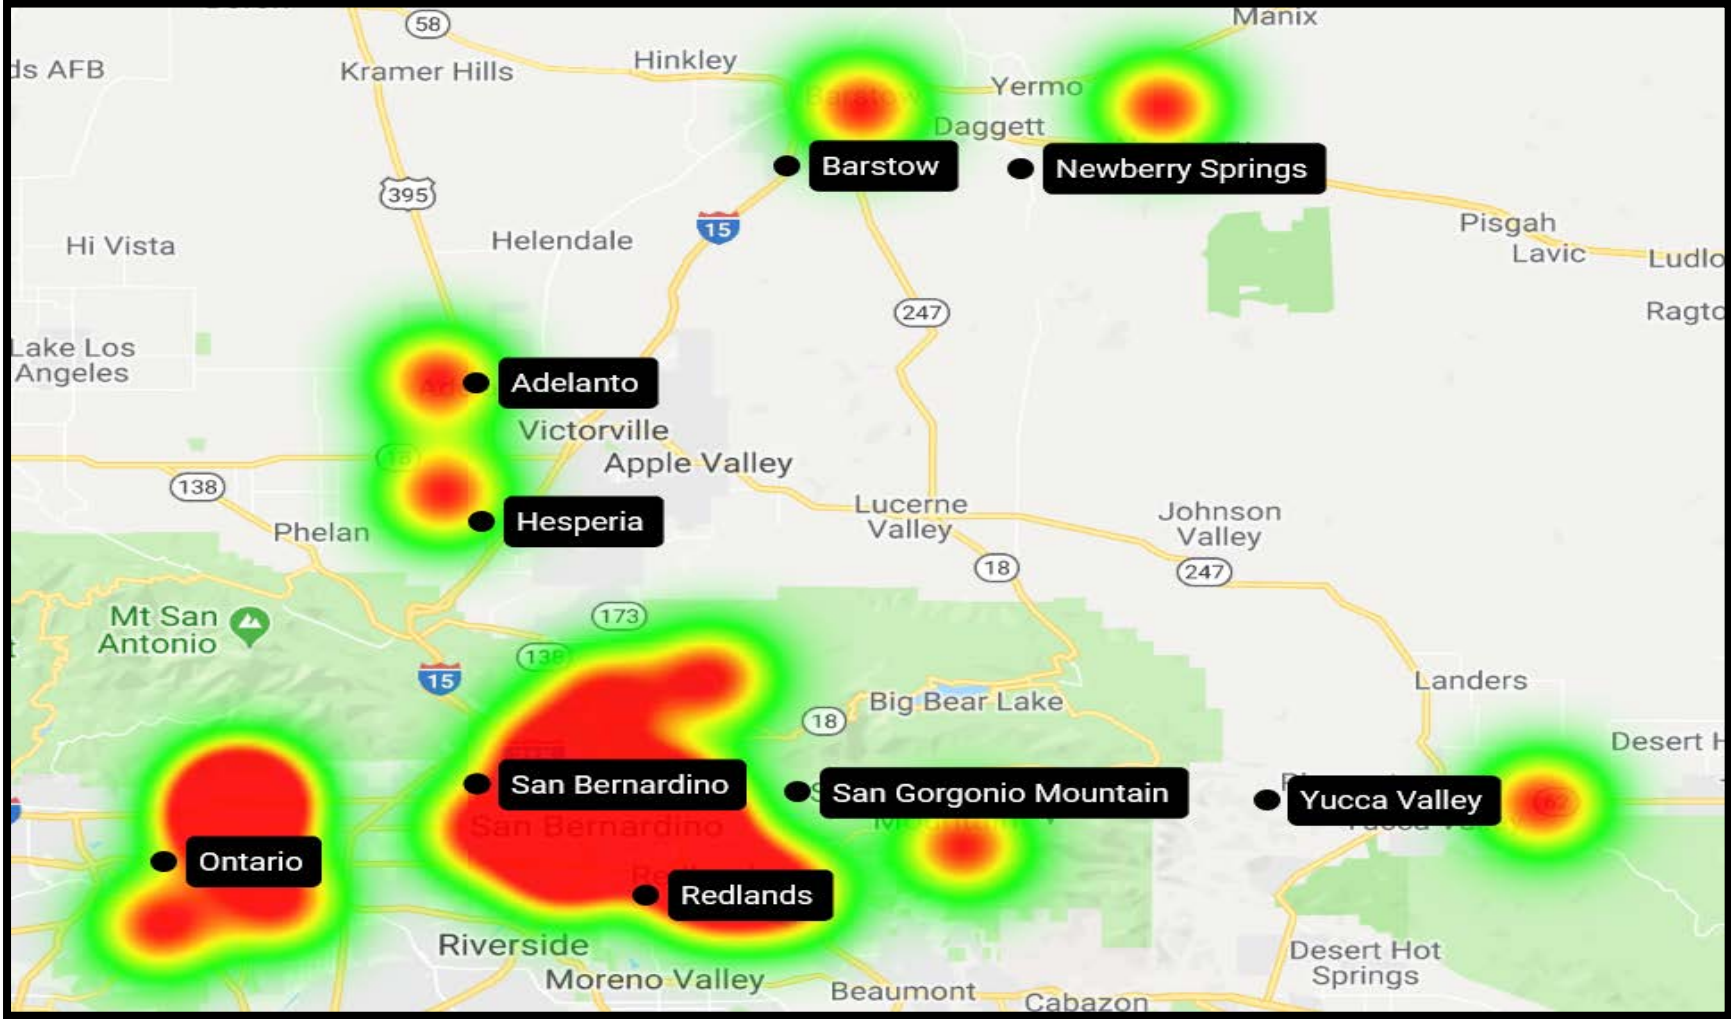 58
Manix
Hinkley
ds AFB
Kramer Hills
Barstow
Yermo
Daggett
Barstow
Newberry Springs
395
15
Pisgah
Hi Vista
Helendale
Lavic
Ludlo
247
Ragto
Lake Los
Angeles
Adelanto
Victorville
18
Apple Valley
138
Lucerne
Valley
Johnson
Valley
Hesperia
Phelan
18
247
Mt San
Antonio
173
138
15
Landers
Big Bear Lake
18
Desert H
San Bernardino
San Gorgonio Mountain
Yucca Valley
62
San Bernardino
Ontario
Redlands
Riverside
Desert Hot
Springs
Moreno Valley
Beaumont
Cabazon